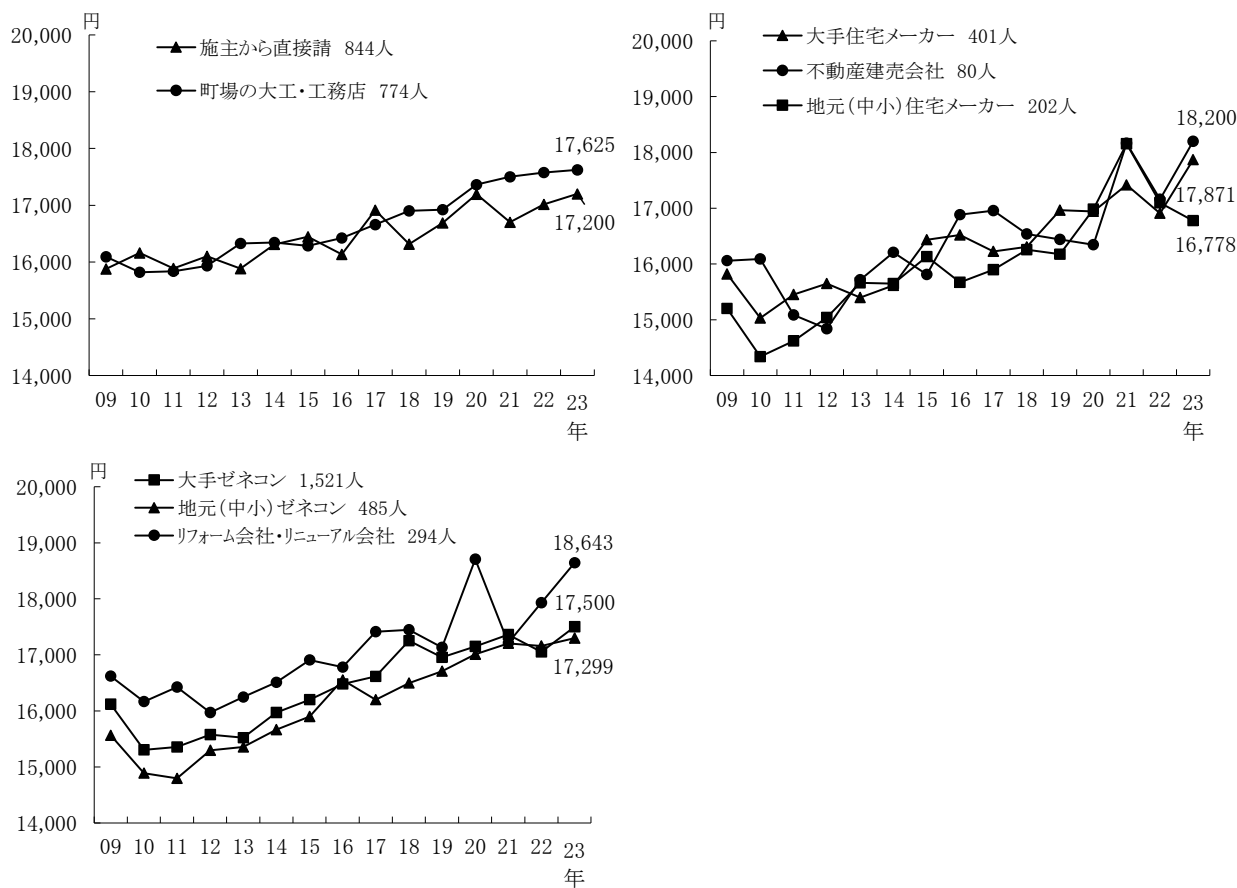 円
20,000
19,000
18,000
17,000
16,000
15,000
14,000
施主から直接請 844人
町場の大工・工務店 774人
17,625
17,200
09 10 11 12 13 14 15 16 17 18 19 20 21 22 23
年
円
20,000
19,000
18,000
17,000
16,000
15,000
14,000
大手住宅メーカー 401人
不動産建売会社 80人
地元(中小)住宅メーカー 202人
18,200
17,871
16,778
09 10 11 12 13 14 15 16 17 18 19 20 21 22 23
年
円
20,000
19,000
18,000
17,000
16,000
15,000
14,000
大手ゼネコン 1,521人
地元(中小)ゼネコン 485人
リフォーム会社・リニューアル会社 294人
18,643
17,500
17,299
09 10 11 12 13 14 15 16 17 18 19 20 21 22 23
年